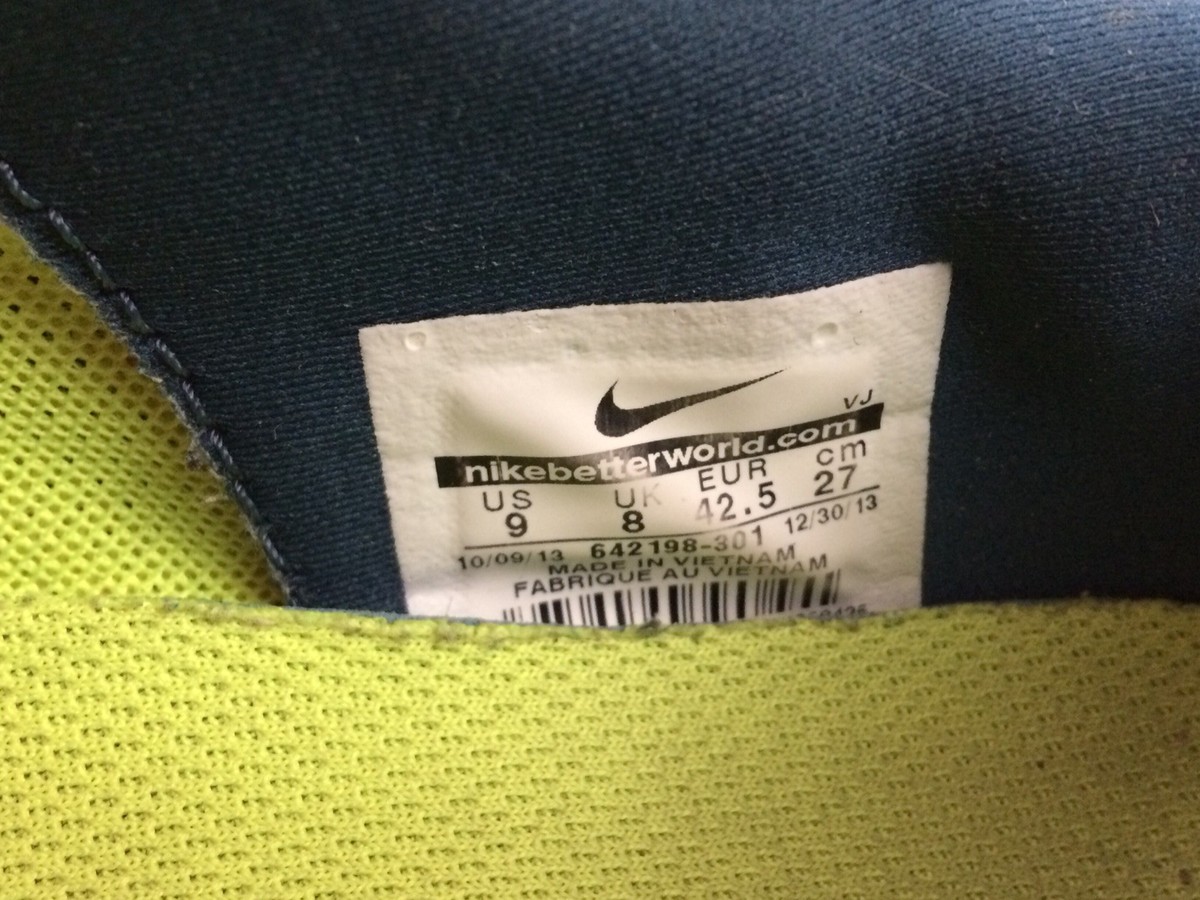 VJ
nikebetterworld.com
US UK EUR cm
9 8 42.5 27
10/09/13 642198-301 12/30/13
MADE IN VIETNAM
FABRIQUE AU VIETNAM